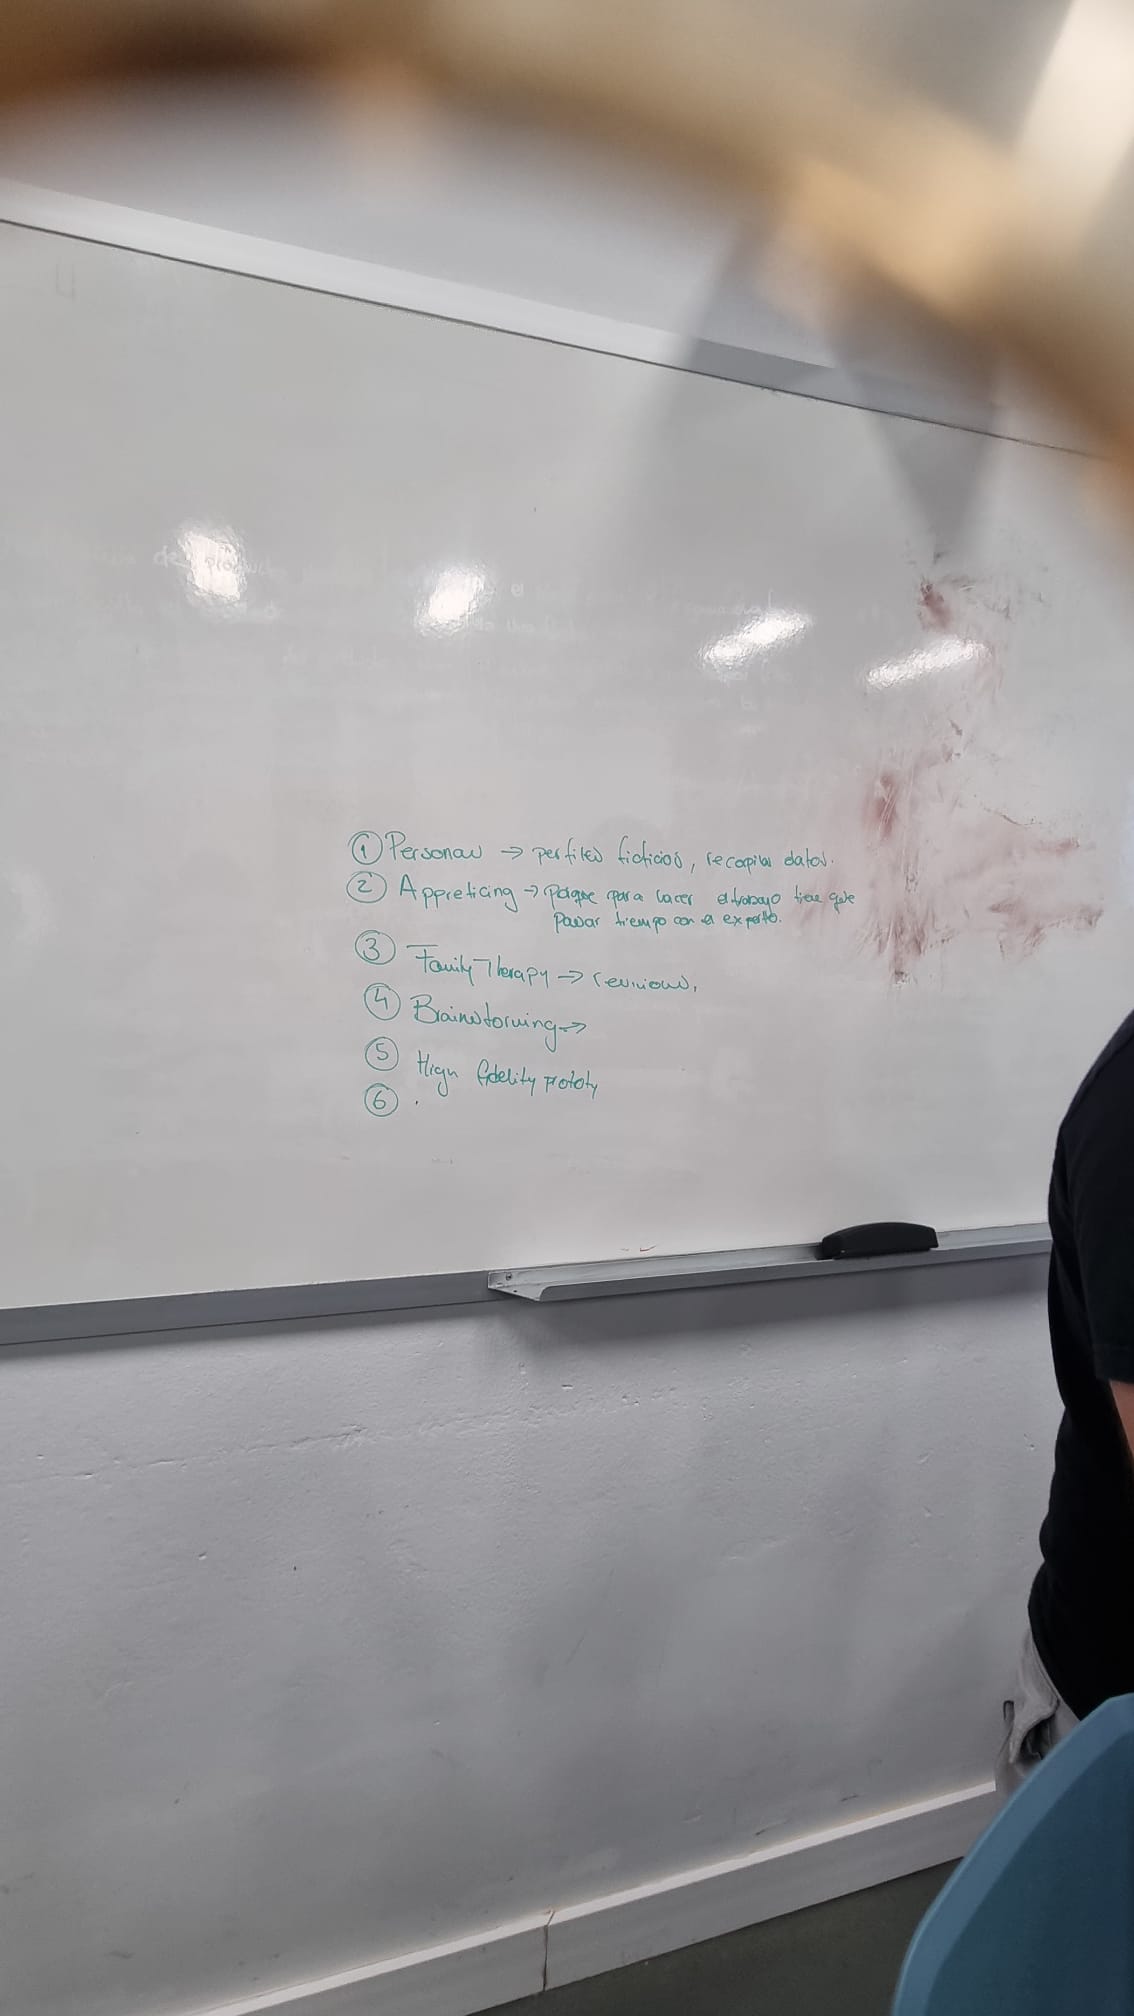 ① Personas → perfiles ficticios, recopilar datos.
② Appreticing → porque para hacer el trabajo tiene que
pasar tiempo con el experto.
③ Family Therapy → reuniones.
④ Brainstorming →
⑤ High fidelity prototy
⑥ .